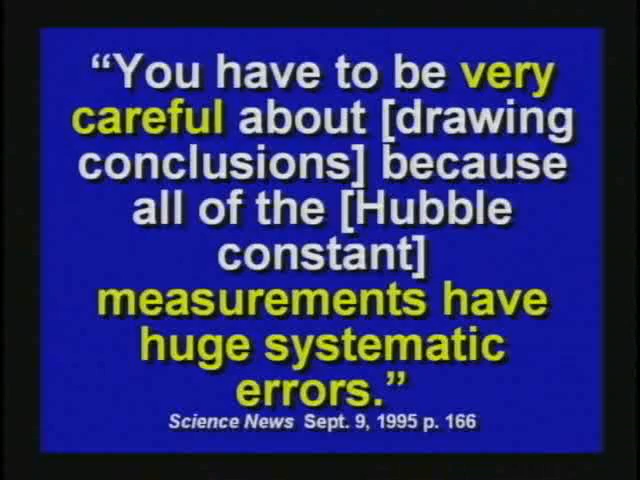 “You have to be very
careful about [drawing
conclusions] because
all of the [Hubble
constant]
measurements have
huge systematic
errors.”
Science News Sept. 9, 1995 p. 166